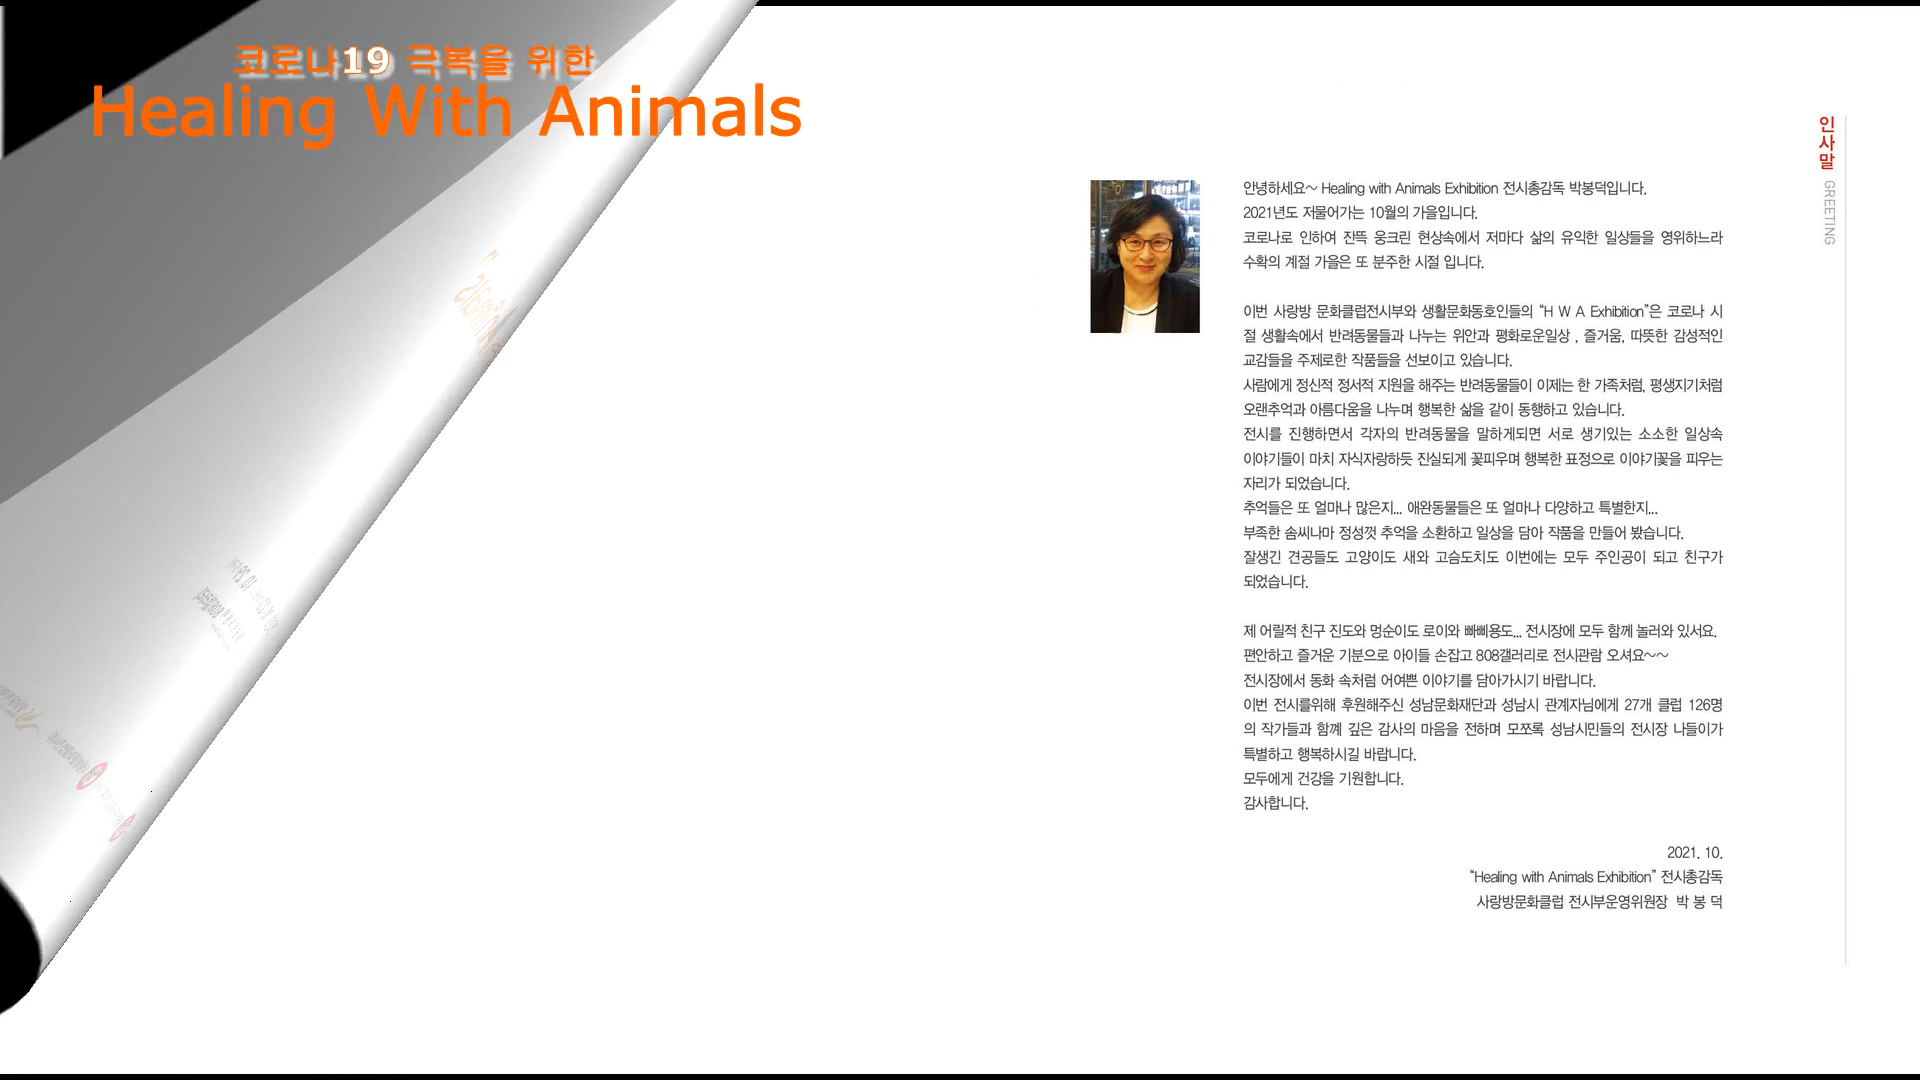 코로나19 극복을 위한
Healing With Animals
인사말 GREETING
안녕하세요~ Healing with Animals Exhibition 전시총감독 박봉덕입니다.
2021년도 저물어가는 10월의 가을입니다.
코로나로 인하여 잔뜩 웅크린 현상속에서 저마다 삶의 유익한 일상들을 영위하느라
수확의 계절 가을은 또 분주한 시절 입니다.
이번 사랑방 문화클럽전시부와 생활문화동호인들의 “H W A Exhibition”은 코로나 시
절 생활속에서 반려동물들과 나누는 위안과 평화로운일상 , 즐거움, 따뜻한 감성적인
교감들을 주제로한 작품들을 선보이고 있습니다.
사람에게 정신적 정서적 지원을 해주는 반려동물들이 이제는 한 가족처럼, 평생지기처럼
오랜추억과 아름다움을 나누며 행복한 삶을 같이 동행하고 있습니다.
전시를 진행하면서 각자의 반려동물을 말하게되면 서로 생기있는 소소한 일상속
이야기들이 마치 자식자랑하듯 진실되게 꽃피우며 행복한 표정으로 이야기꽃을 피우는
자리가 되었습니다.
추억들은 또 얼마나 많은지... 애완동물들은 또 얼마나 다양하고 특별한지...
부족한 솜씨나마 정성껏 추억을 소환하고 일상을 담아 작품을 만들어 봤습니다.
잘생긴 견공들도 고양이도 새와 고슴도치도 이번에는 모두 주인공이 되고 친구가
되었습니다.
제 어릴적 친구 진도와 멍순이도 로이와 빠삐용도... 전시장에 모두 함께 놀러와 있서요.
편안하고 즐거운 기분으로 아이들 손잡고 808갤러리로 전시관람 오셔요~~
전시장에서 동화 속처럼 어여쁜 이야기를 담아가시기 바랍니다.
이번 전시를위해 후원해주신 성남문화재단과 성남시 관계자님에게 27개 클럽 126명
의 작가들과 함께 깊은 감사의 마음을 전하며 모쪼록 성남시민들의 전시장 나들이가
특별하고 행복하시길 바랍니다.
모두에게 건강을 기원합니다.
감사합니다.
2021. 10.
“Healing with Animals Exhibition” 전시총감독
사랑방문화클럽 전시부운영위원장 박 봉 덕